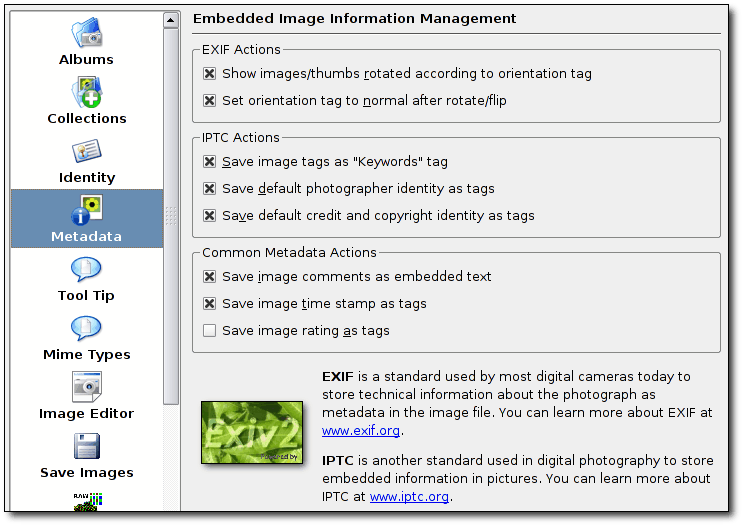 Albums
Collections
Identity
Metadata
Tool Tip
Mime Types
Image Editor
Save Images
RAW
Embedded Image Information Management
EXIF Actions
Show images/thumbs rotated according to orientation tag
Set orientation tag to normal after rotate/flip
IPTC Actions
Save image tags as "Keywords" tag
Save default photographer identity as tags
Save default credit and copyright identity as tags
Common Metadata Actions
Save image comments as embedded text
Save image time stamp as tags
Save image rating as tags
Exiv2
Powered by
EXIF is a standard used by most digital cameras today to
store technical information about the photograph as
metadata in the image file. You can learn more about EXIF at
www.exif.org.
IPTC is another standard used in digital photography to store
embedded information in pictures. You can learn more about
IPTC at www.iptc.org.